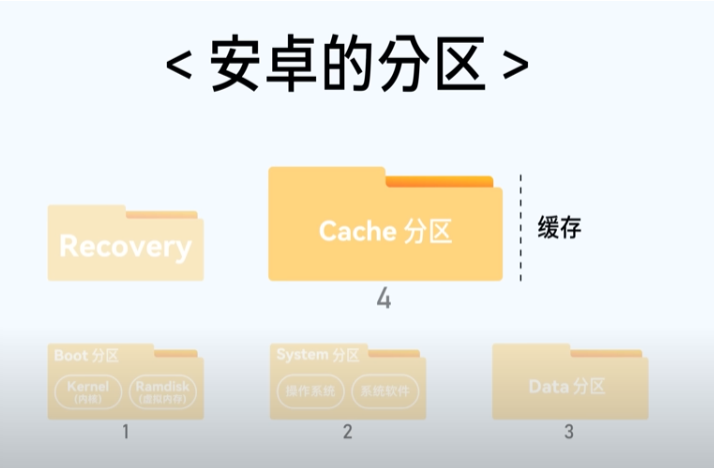 < 安卓的分区 >
Recovery
Cache 分区
缓存
4
Boot 分区
Kernel
(内核)
Ramdisk
(虚拟内存)
1
System 分区
操作系统
系统软件
2
Data 分区
3